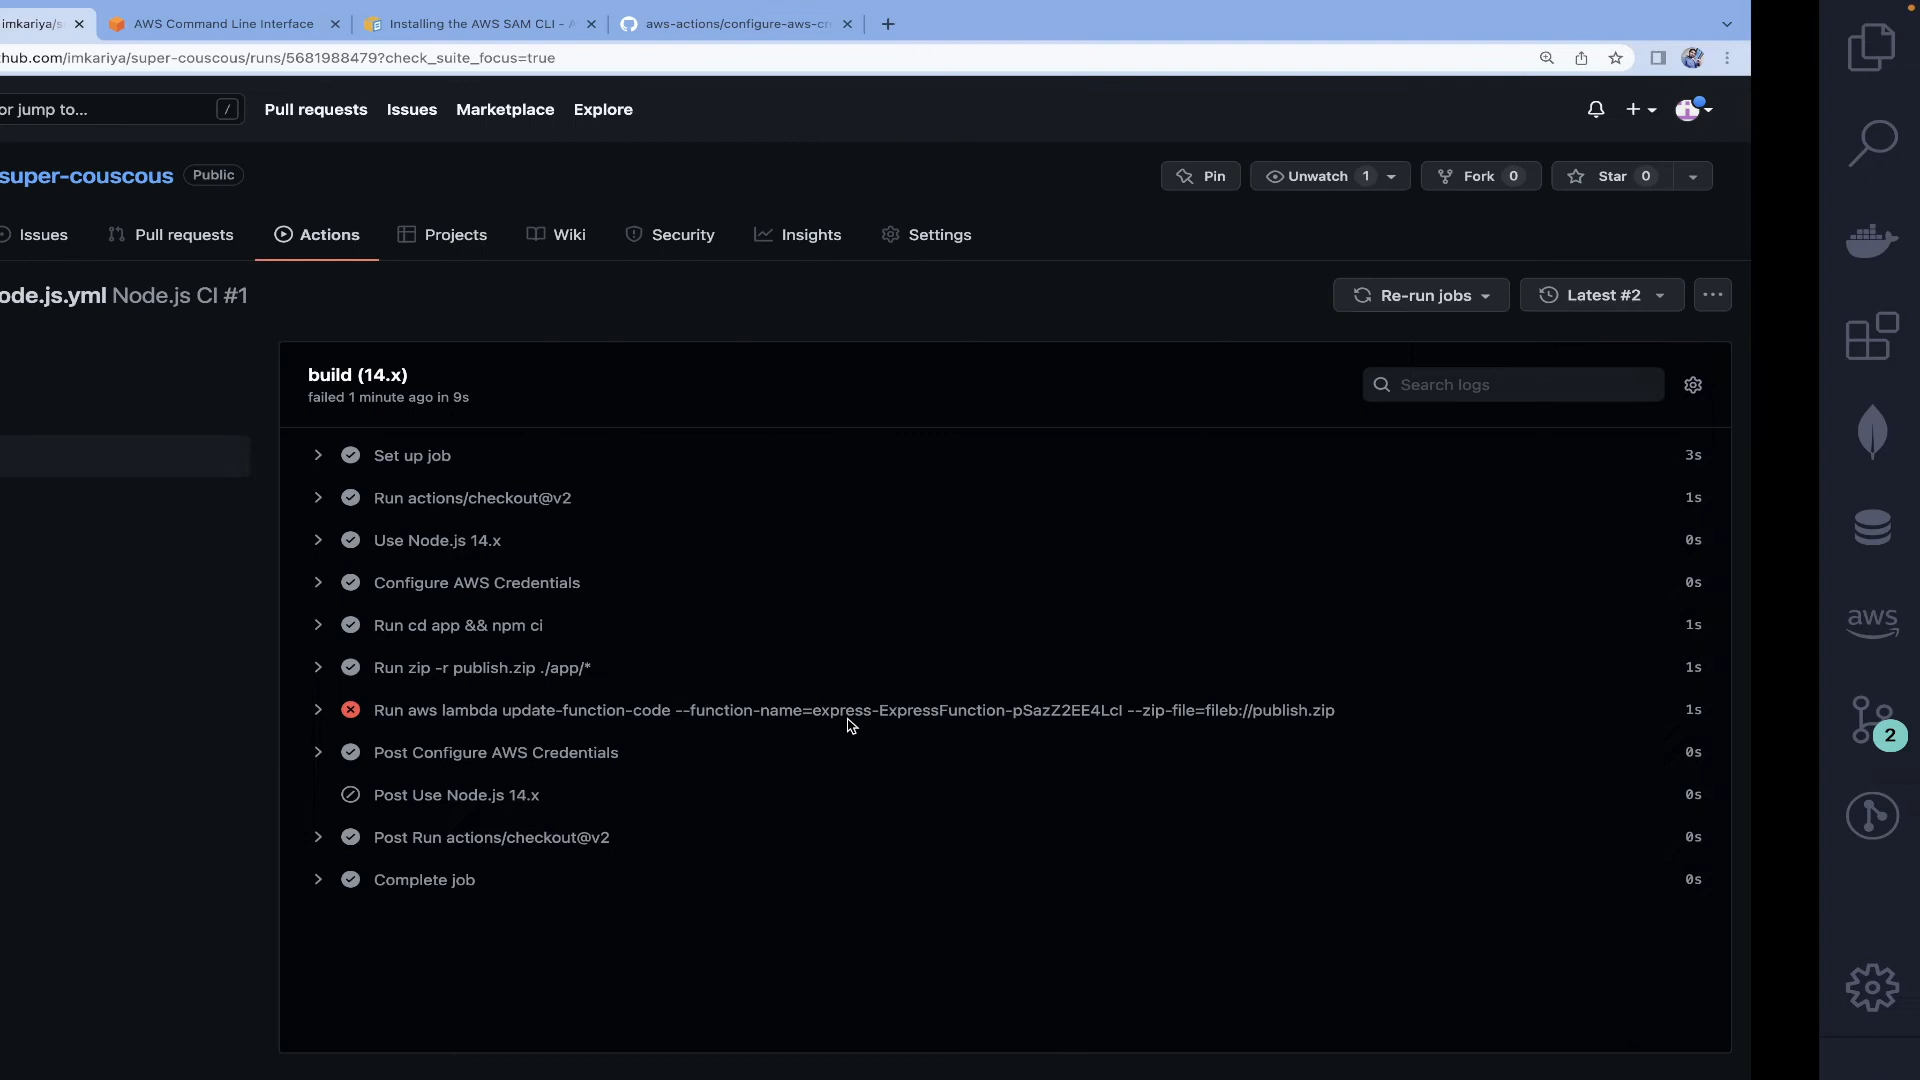 imkariya/s
AWS Command Line Interface
Installing the AWS SAM CLI - A
aws-actions/configure-aws-cr
hub.com/imkariya/super-couscous/runs/5681988479?check_suite_focus=true
or jump to...
/
Pull requests
Issues
Marketplace
Explore
super-couscous
Public
Pin
Unwatch 1
Fork 0
Star 0
Issues
Pull requests
Actions
Projects
Wiki
Security
Insights
Settings
ode.js.yml Node.js CI #1
Re-run jobs
Latest #2
build (14.x)
failed 1 minute ago in 9s
Search logs
Set up job 3s
Run actions/checkout@v2 1s
Use Node.js 14.x 0s
Configure AWS Credentials 0s
Run cd app && npm ci 1s
Run zip -r publish.zip ./app/* 1s
Run aws lambda update-function-code --function-name=express-ExpressFunction-pSazZ2EE4LcI --zip-file=fileb://publish.zip 1s
Post Configure AWS Credentials 0s
Post Use Node.js 14.x 0s
Post Run actions/checkout@v2 0s
Complete job 0s
aws
2